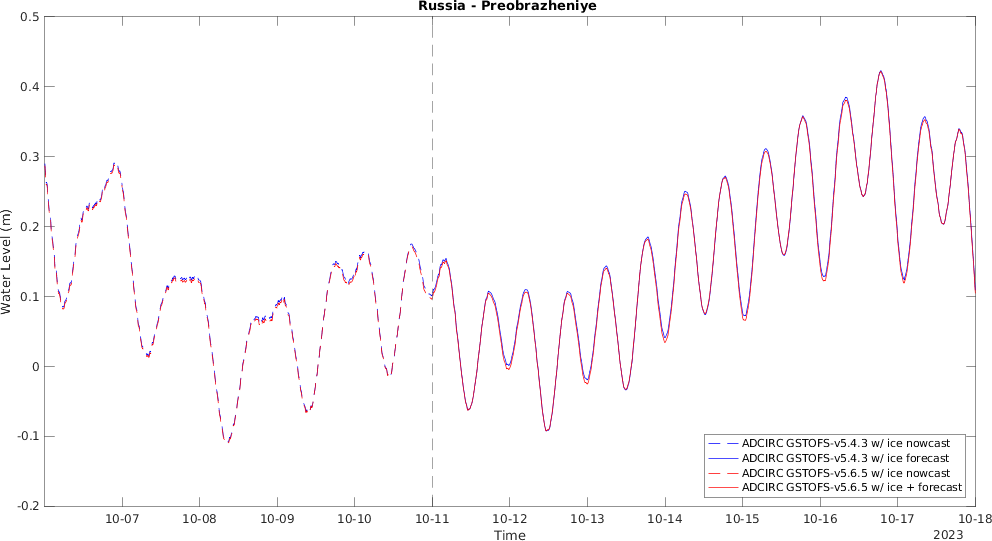 Russia - Preobrazheniye
0.5
0.4
0.3
0.2
0.1
0
-0.1
-0.2
Water Level (m)
10-07 10-08 10-09 10-10 10-11 10-12 10-13 10-14 10-15 10-16 10-17 10-18
Time
2023
ADCIRC GSTOFS-v5.4.3 w/ ice nowcast
ADCIRC GSTOFS-v5.4.3 w/ ice forecast
ADCIRC GSTOFS-v5.6.5 w/ ice nowcast
ADCIRC GSTOFS-v5.6.5 w/ ice + forecast